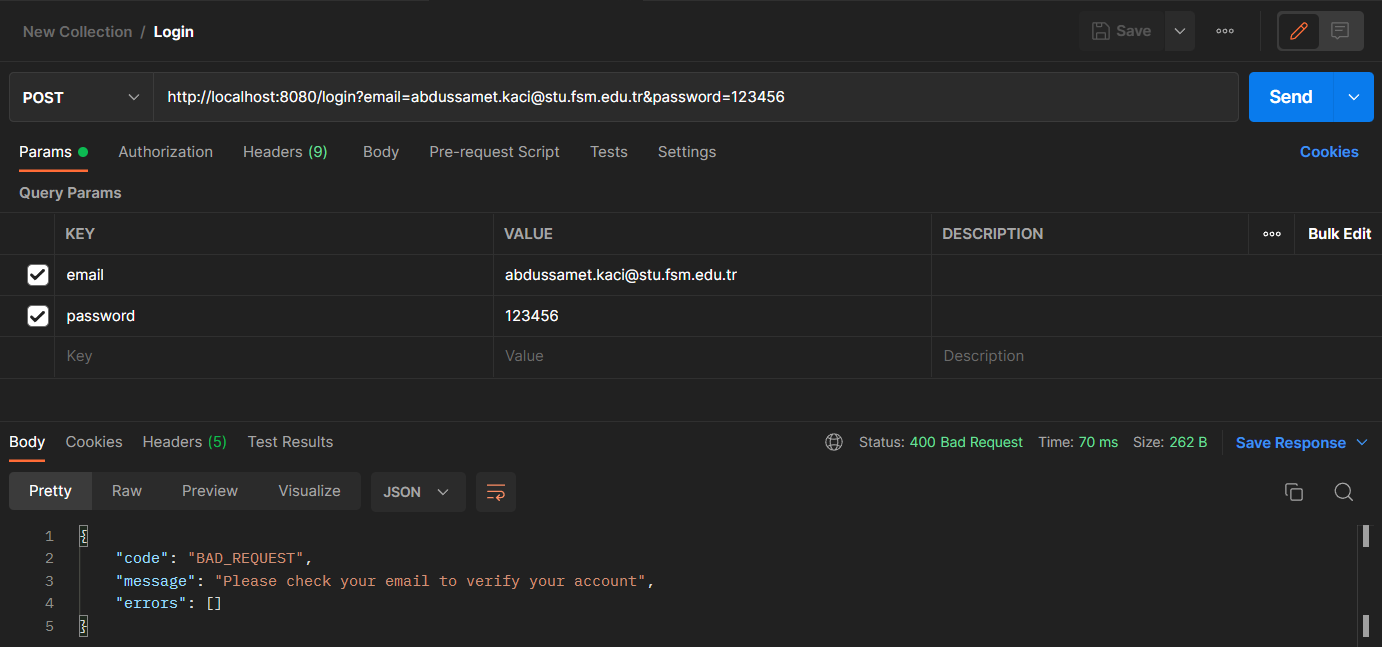 New Collection / Login
Save
POST
http://localhost:8080/login?email=abdussamet.kaci@stu.fsm.edu.tr&password=123456
Send
Params Authorization Headers (9) Body Pre-request Script Tests Settings Cookies
Query Params
KEY VALUE DESCRIPTION Bulk Edit
email abdussamet.kaci@stu.fsm.edu.tr
password 123456
Key Value Description
Body Cookies Headers (5) Test Results Status: 400 Bad Request Time: 70 ms Size: 262 B Save Response
Pretty Raw Preview Visualize JSON
1 {
2 "code": "BAD_REQUEST",
3 "message": "Please check your email to verify your account",
4 "errors": []
5 }